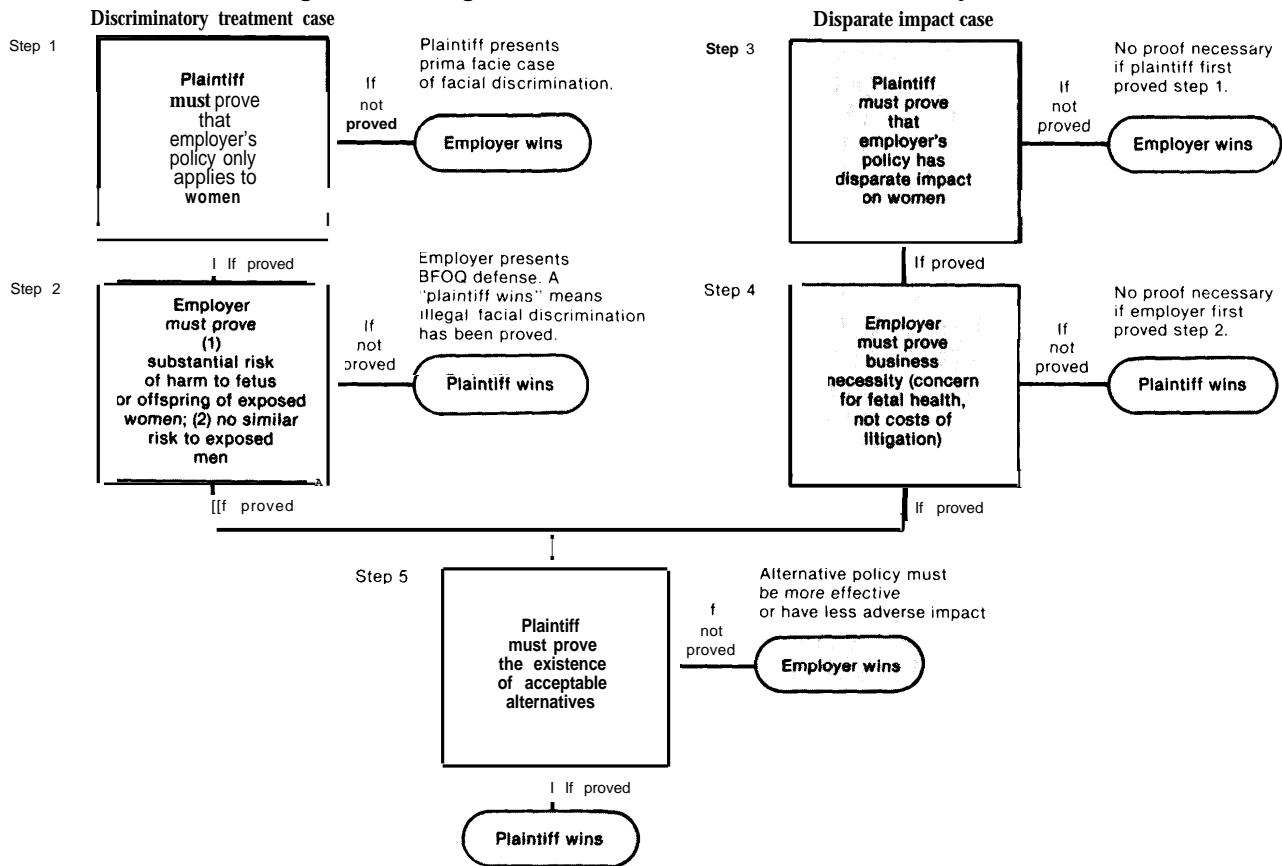 Discriminatory treatment case
Step 1
Plaintiff
must prove
that
employer's
policy only
applies to
women
If
not
proved
Plaintiff presents
prima facie case
of facial discrimination.
Employer wins
I If proved
Step 2
Employer
must prove
(1)
substantial risk
of harm to fetus
or offspring of exposed
women; (2) no similar
risk to exposed
men
If
not
proved
Employer presents
BFOQ defense. A
"plaintiff wins" means
illegal facial discrimination
has been proved.
Plaintiff wins
[[f proved
Disparate impact case
Step 3
Plaintiff
must prove
that
employer's
policy has
disparate impact
on women
If
not
proved
No proof necessary
if plaintiff first
proved step 1.
Employer wins
If proved
Step 4
Employer
must prove
business
necessity (concern
for fetal health,
not costs of
litigation)
If
not
proved
No proof necessary
if employer first
proved step 2.
Plaintiff wins
If proved
Step 5
Plaintiff
must prove
the existence
of acceptable
alternatives
f
not
proved
Alternative policy must
be more effective
or have less adverse impact
Employer wins
I If proved
Plaintiff wins